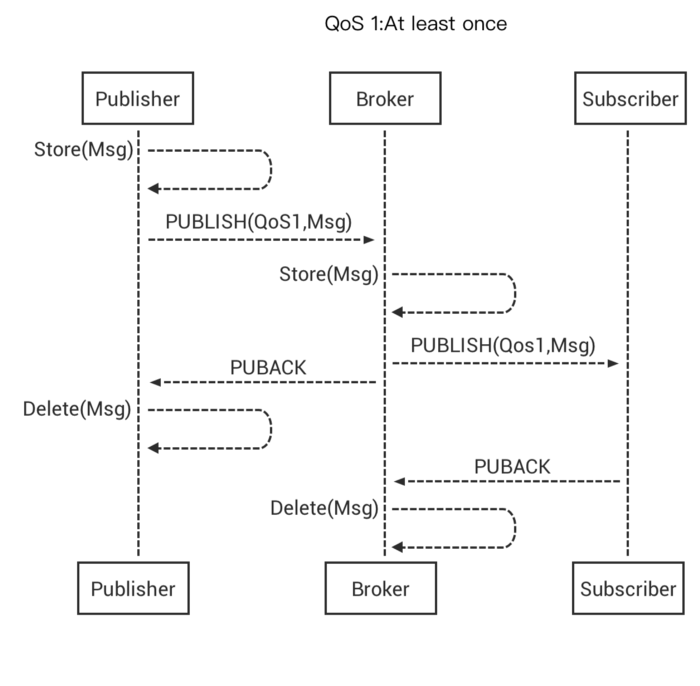 QoS 1:At least once
Publisher
Broker
Subscriber
Store(Msg)
PUBLISH(QoS1,Msg)
Store(Msg)
PUBLISH(Qos1,Msg)
PUBACK
Delete(Msg)
PUBACK
Delete(Msg)
Publisher
Broker
Subscriber